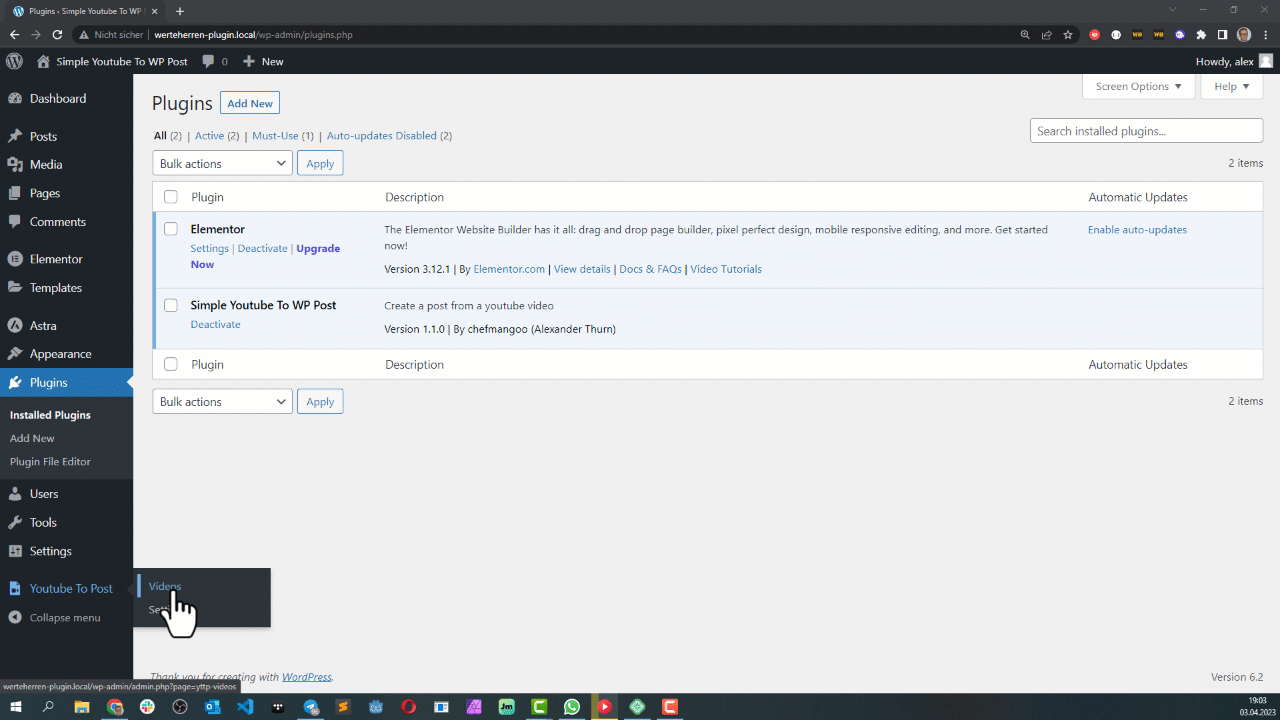 Plugins ‹ Simple Youtube To WP
Nicht sicher | werteherren-plugin.local/wp-admin/plugins.php
Simple Youtube To WP Post 0 New Howdy, alex
Screen Options Help
Dashboard
Posts
Media
Pages
Comments
Elementor
Templates
Astra
Appearance
Plugins
Installed Plugins
Add New
Plugin File Editor
Users
Tools
Settings
Youtube To Post
Collapse menu
Videos
Plugins Add New
All (2) | Active (2) | Must-Use (1) | Auto-updates Disabled (2)
Search installed plugins...
Bulk actions Apply 2 items
Plugin Description Automatic Updates
Elementor The Elementor Website Builder has it all: drag and drop page builder, pixel perfect design, mobile responsive editing, and more. Get started Enable auto-updates
Settings | Deactivate | Upgrade now!
Now Version 3.12.1 | By Elementor.com | View details | Docs & FAQs | Video Tutorials
Simple Youtube To WP Post Create a post from a youtube video
Deactivate Version 1.1.0 | By chefmangoo (Alexander Thurn)
Plugin Description Automatic Updates
Bulk actions Apply 2 items
Thank you for creating with WordPress. Version 6.2
werteherren-plugin.local/wp-admin/admin.php?page=yttp-videos
19:03
03.04.2023